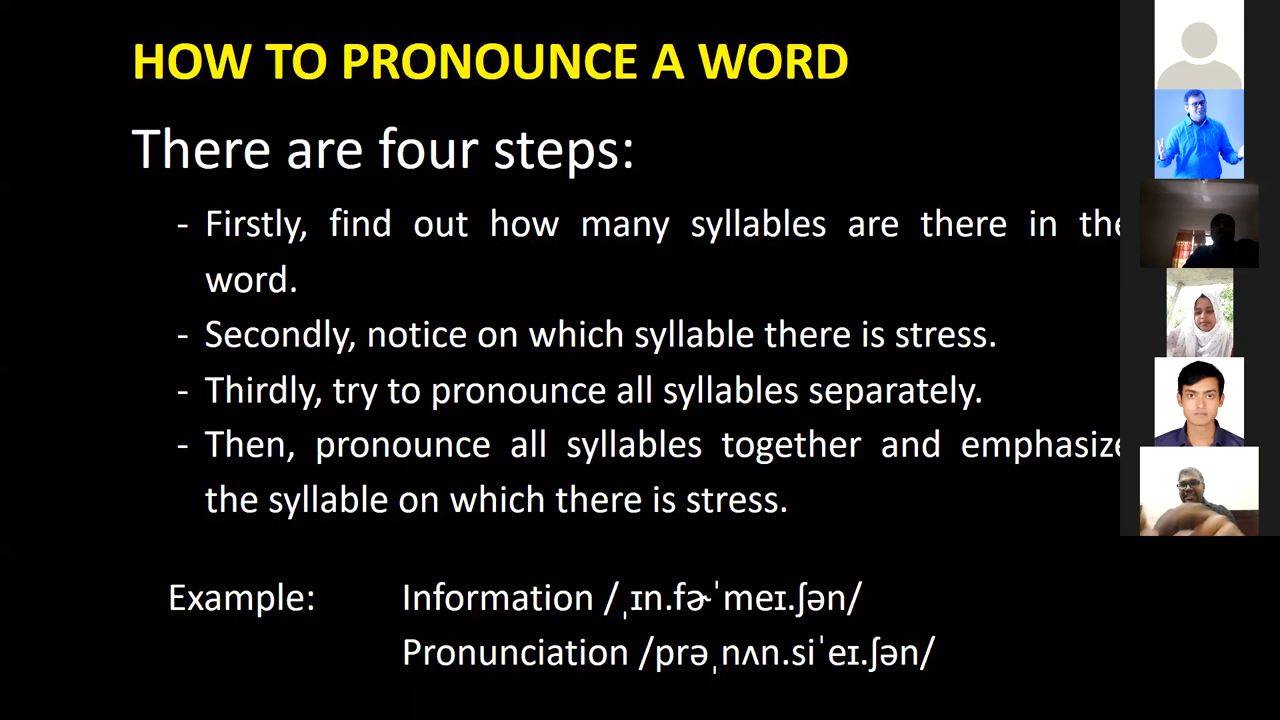 HOW TO PRONOUNCE A WORD
There are four steps:
- Firstly, find out how many syllables are there in the
word.
- Secondly, notice on which syllable there is stress.
- Thirdly, try to pronounce all syllables separately.
- Then, pronounce all syllables together and emphasize
the syllable on which there is stress.
Example: Information /ˌɪn.fɚˈmeɪ.ʃən/
Pronunciation /prəˌnʌn.siˈeɪ.ʃən/